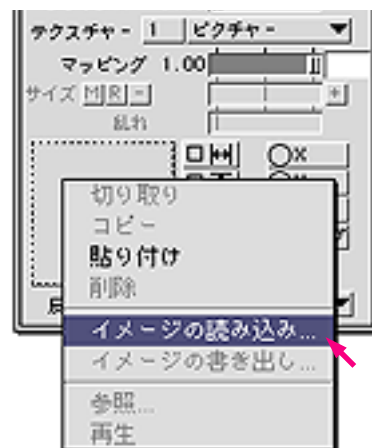 テクスチャー 1 ピクチャー
マッピング 1.00
サイズ M R -  +
乱れ
X
切り取り
コピー
貼り付け
削除
イメージの読み込み...
イメージの書き出し...
参照...
再生